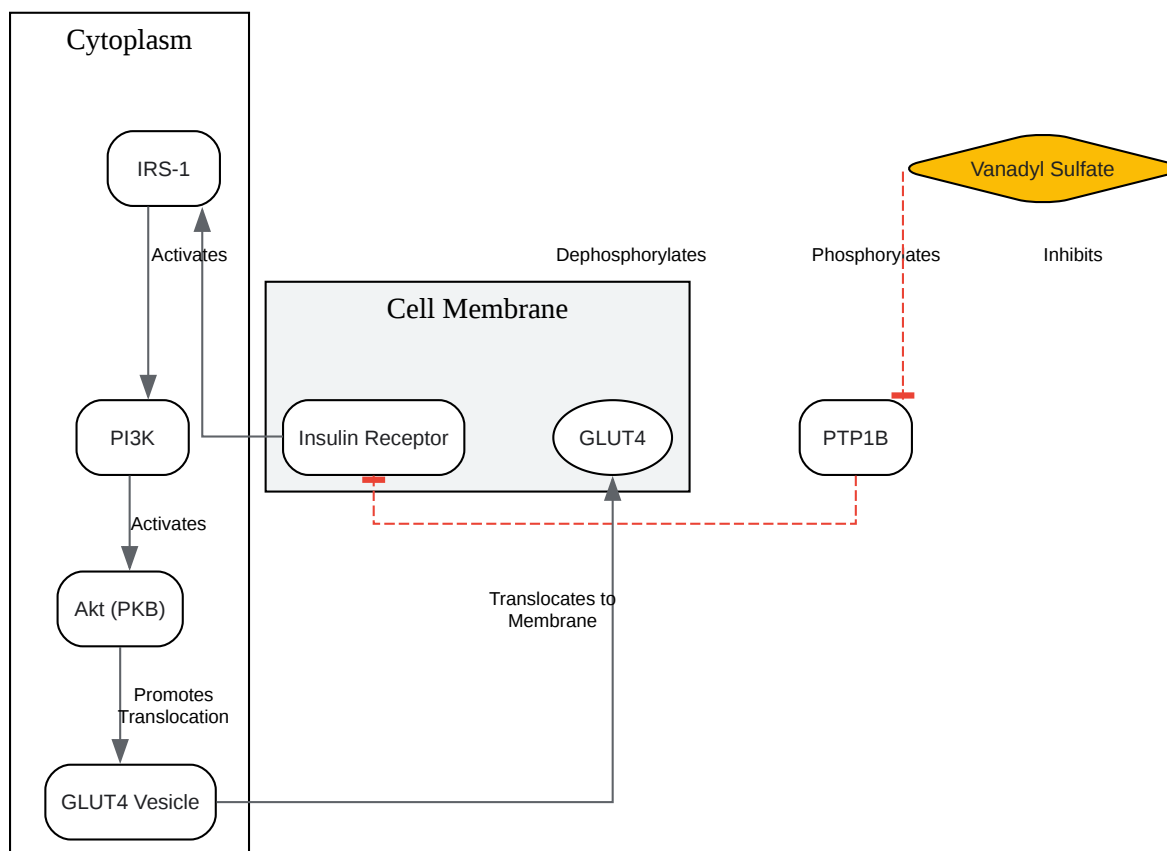 Cytoplasm
IRS-1
Vanadyl Sulfate
Activates
Dephosphorylates
Phosphorylates
Inhibits
Cell Membrane
PI3K
Insulin Receptor
GLUT4
PTP1B
Activates
Akt (PKB)
Translocates to
Membrane
Promotes
Translocation
GLUT4 Vesicle